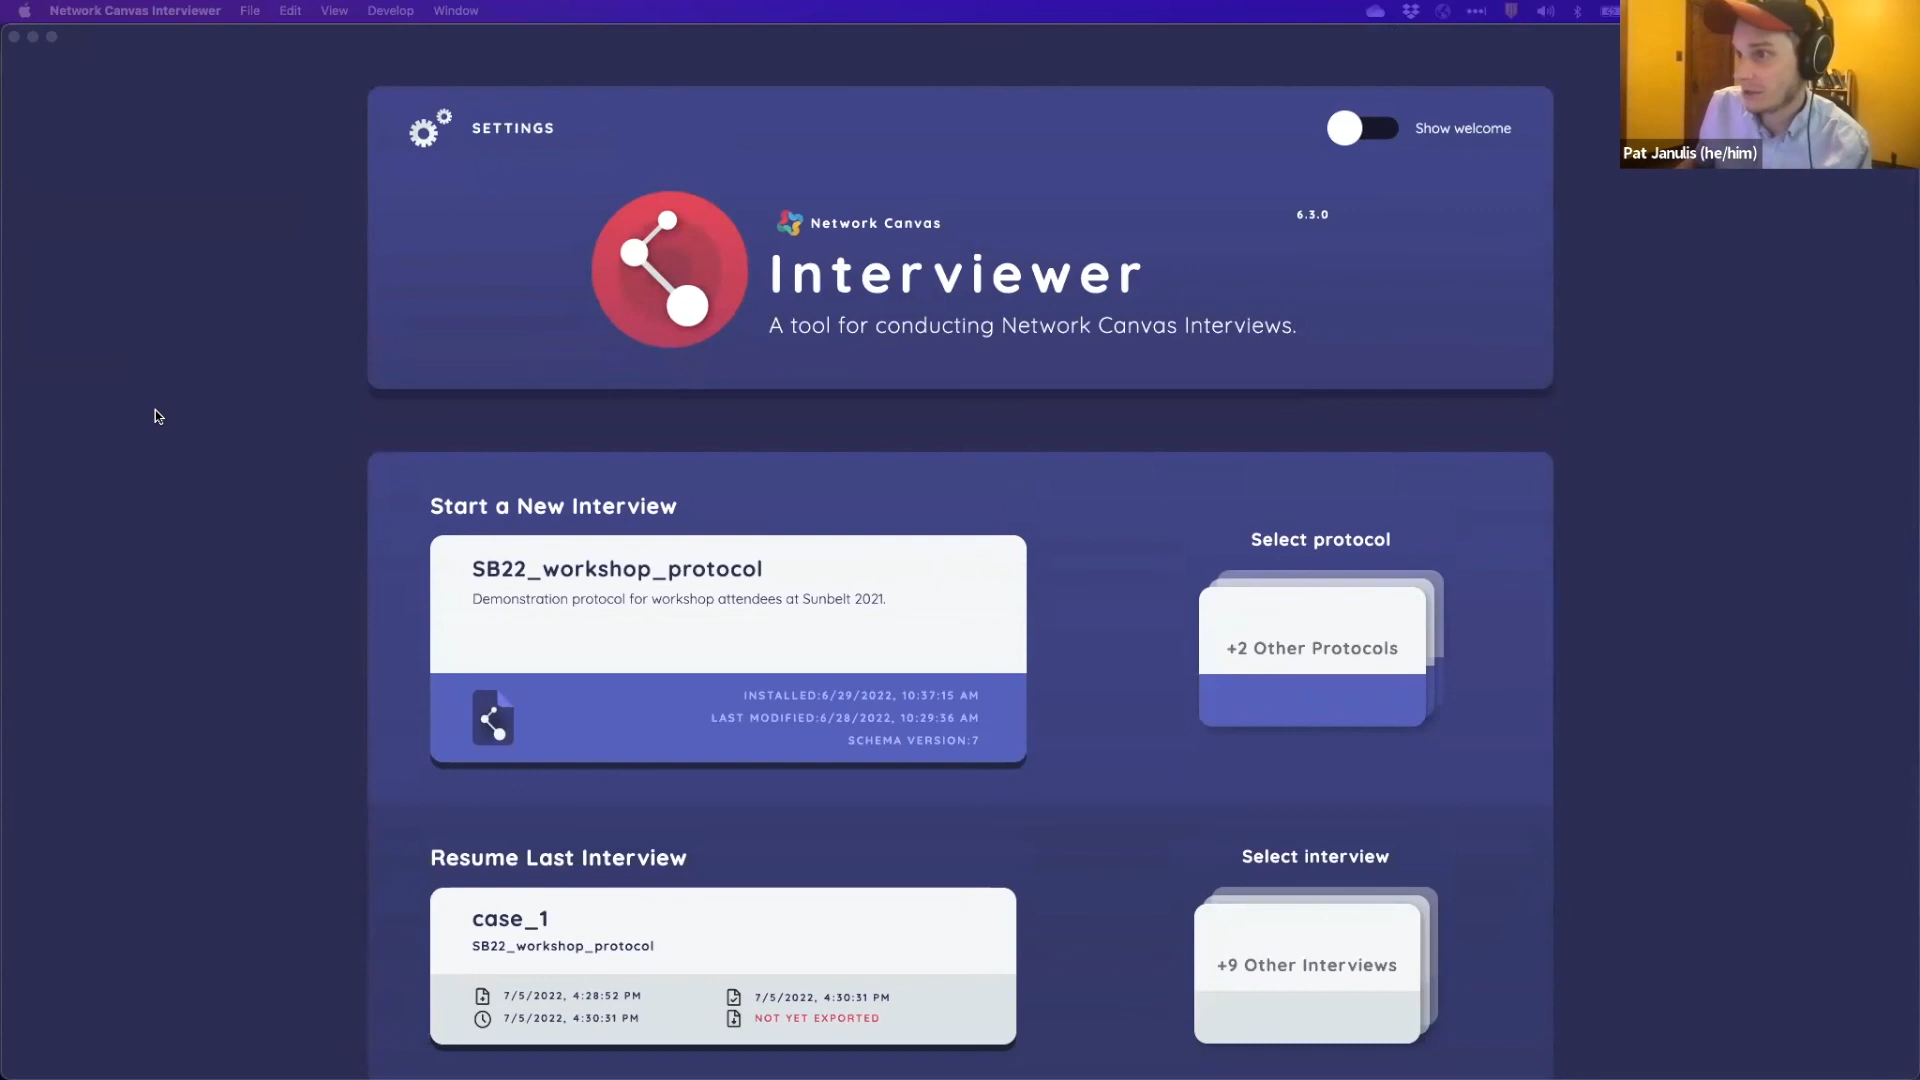 Network Canvas Interviewer File Edit View Develop Window
Pat Janulis (he/him)
SETTINGS
Show welcome
Network Canvas
6.3.0
Interviewer
A tool for conducting Network Canvas Interviews.
Start a New Interview
SB22_workshop_protocol
Demonstration protocol for workshop attendees at Sunbelt 2021.
INSTALLED:6/29/2022, 10:37:15 AM
LAST MODIFIED:6/28/2022, 10:29:36 AM
SCHEMA VERSION:7
Select protocol
+2 Other Protocols
Resume Last Interview
case_1
SB22_workshop_protocol
7/5/2022, 4:28:52 PM
7/5/2022, 4:30:31 PM
7/5/2022, 4:30:31 PM
NOT YET EXPORTED
Select interview
+9 Other Interviews